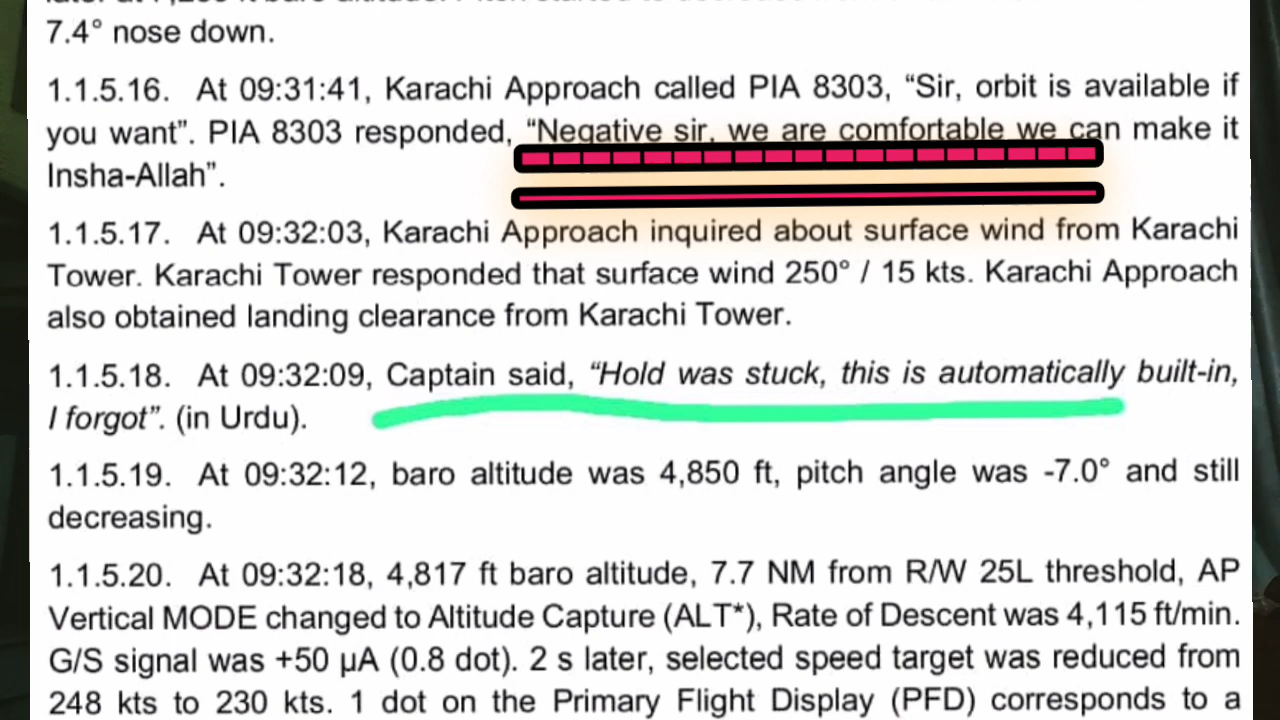 7.4° nose down.
1.1.5.16. At 09:31:41, Karachi Approach called PIA 8303, “Sir, orbit is available if
you want”. PIA 8303 responded, “Negative sir, we are comfortable we can make it
Insha-Allah”.
1.1.5.17. At 09:32:03, Karachi Approach inquired about surface wind from Karachi
Tower. Karachi Tower responded that surface wind 250° / 15 kts. Karachi Approach
also obtained landing clearance from Karachi Tower.
1.1.5.18. At 09:32:09, Captain said, “Hold was stuck, this is automatically built-in,
I forgot”. (in Urdu).
1.1.5.19. At 09:32:12, baro altitude was 4,850 ft, pitch angle was -7.0° and still
decreasing.
1.1.5.20. At 09:32:18, 4,817 ft baro altitude, 7.7 NM from R/W 25L threshold, AP
Vertical MODE changed to Altitude Capture (ALT*), Rate of Descent was 4,115 ft/min.
G/S signal was +50 µA (0.8 dot). 2 s later, selected speed target was reduced from
248 kts to 230 kts. 1 dot on the Primary Flight Display (PFD) corresponds to a